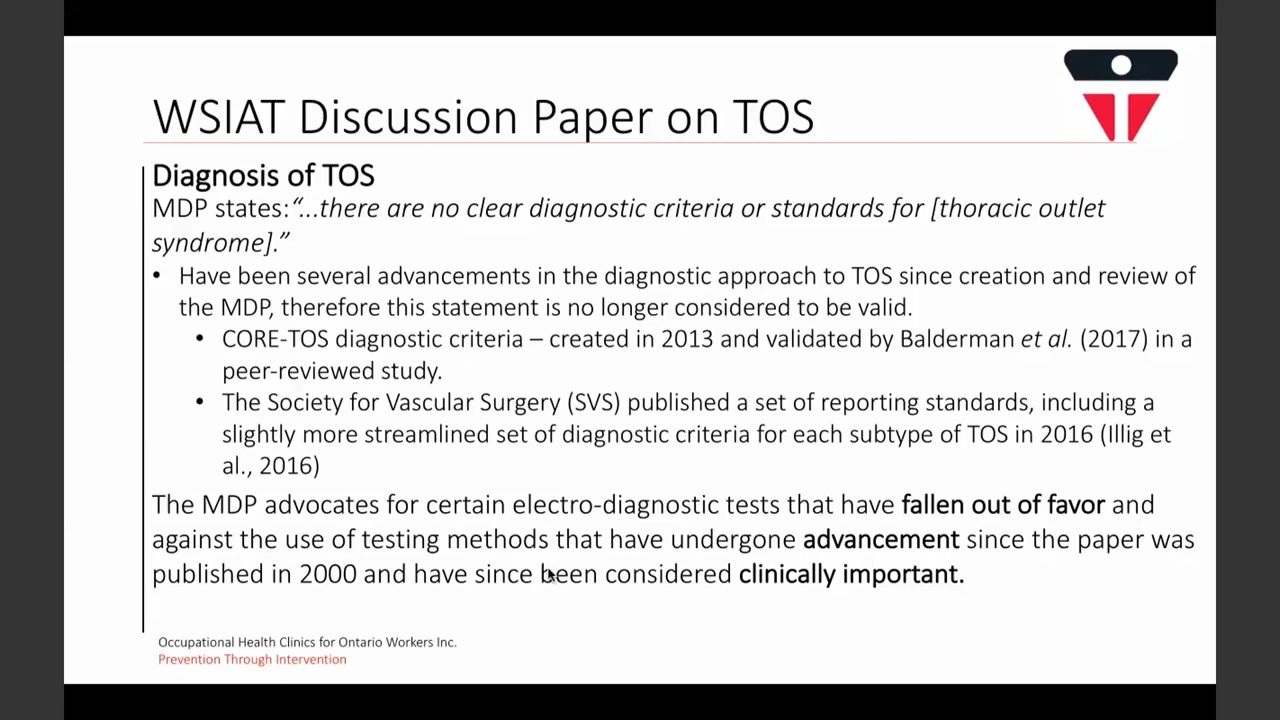 WSIAT Discussion Paper on TOS
Diagnosis of TOS
MDP states:“...there are no clear diagnostic criteria or standards for [thoracic outlet
syndrome].”
• Have been several advancements in the diagnostic approach to TOS since creation and review of
the MDP, therefore this statement is no longer considered to be valid.
• CORE-TOS diagnostic criteria – created in 2013 and validated by Balderman et al. (2017) in a
peer-reviewed study.
• The Society for Vascular Surgery (SVS) published a set of reporting standards, including a
slightly more streamlined set of diagnostic criteria for each subtype of TOS in 2016 (Illig et
al., 2016)
The MDP advocates for certain electro-diagnostic tests that have fallen out of favor and
against the use of testing methods that have undergone advancement since the paper was
published in 2000 and have since been considered clinically important.
Occupational Health Clinics for Ontario Workers Inc.
Prevention Through Intervention